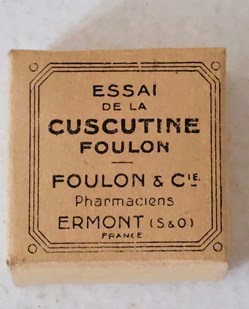 ESSAI
DE LA
CUSCUTINE
FOULON
FOULON & CIE.
Pharmaciens
ERMONT (S&O)
FRANCE